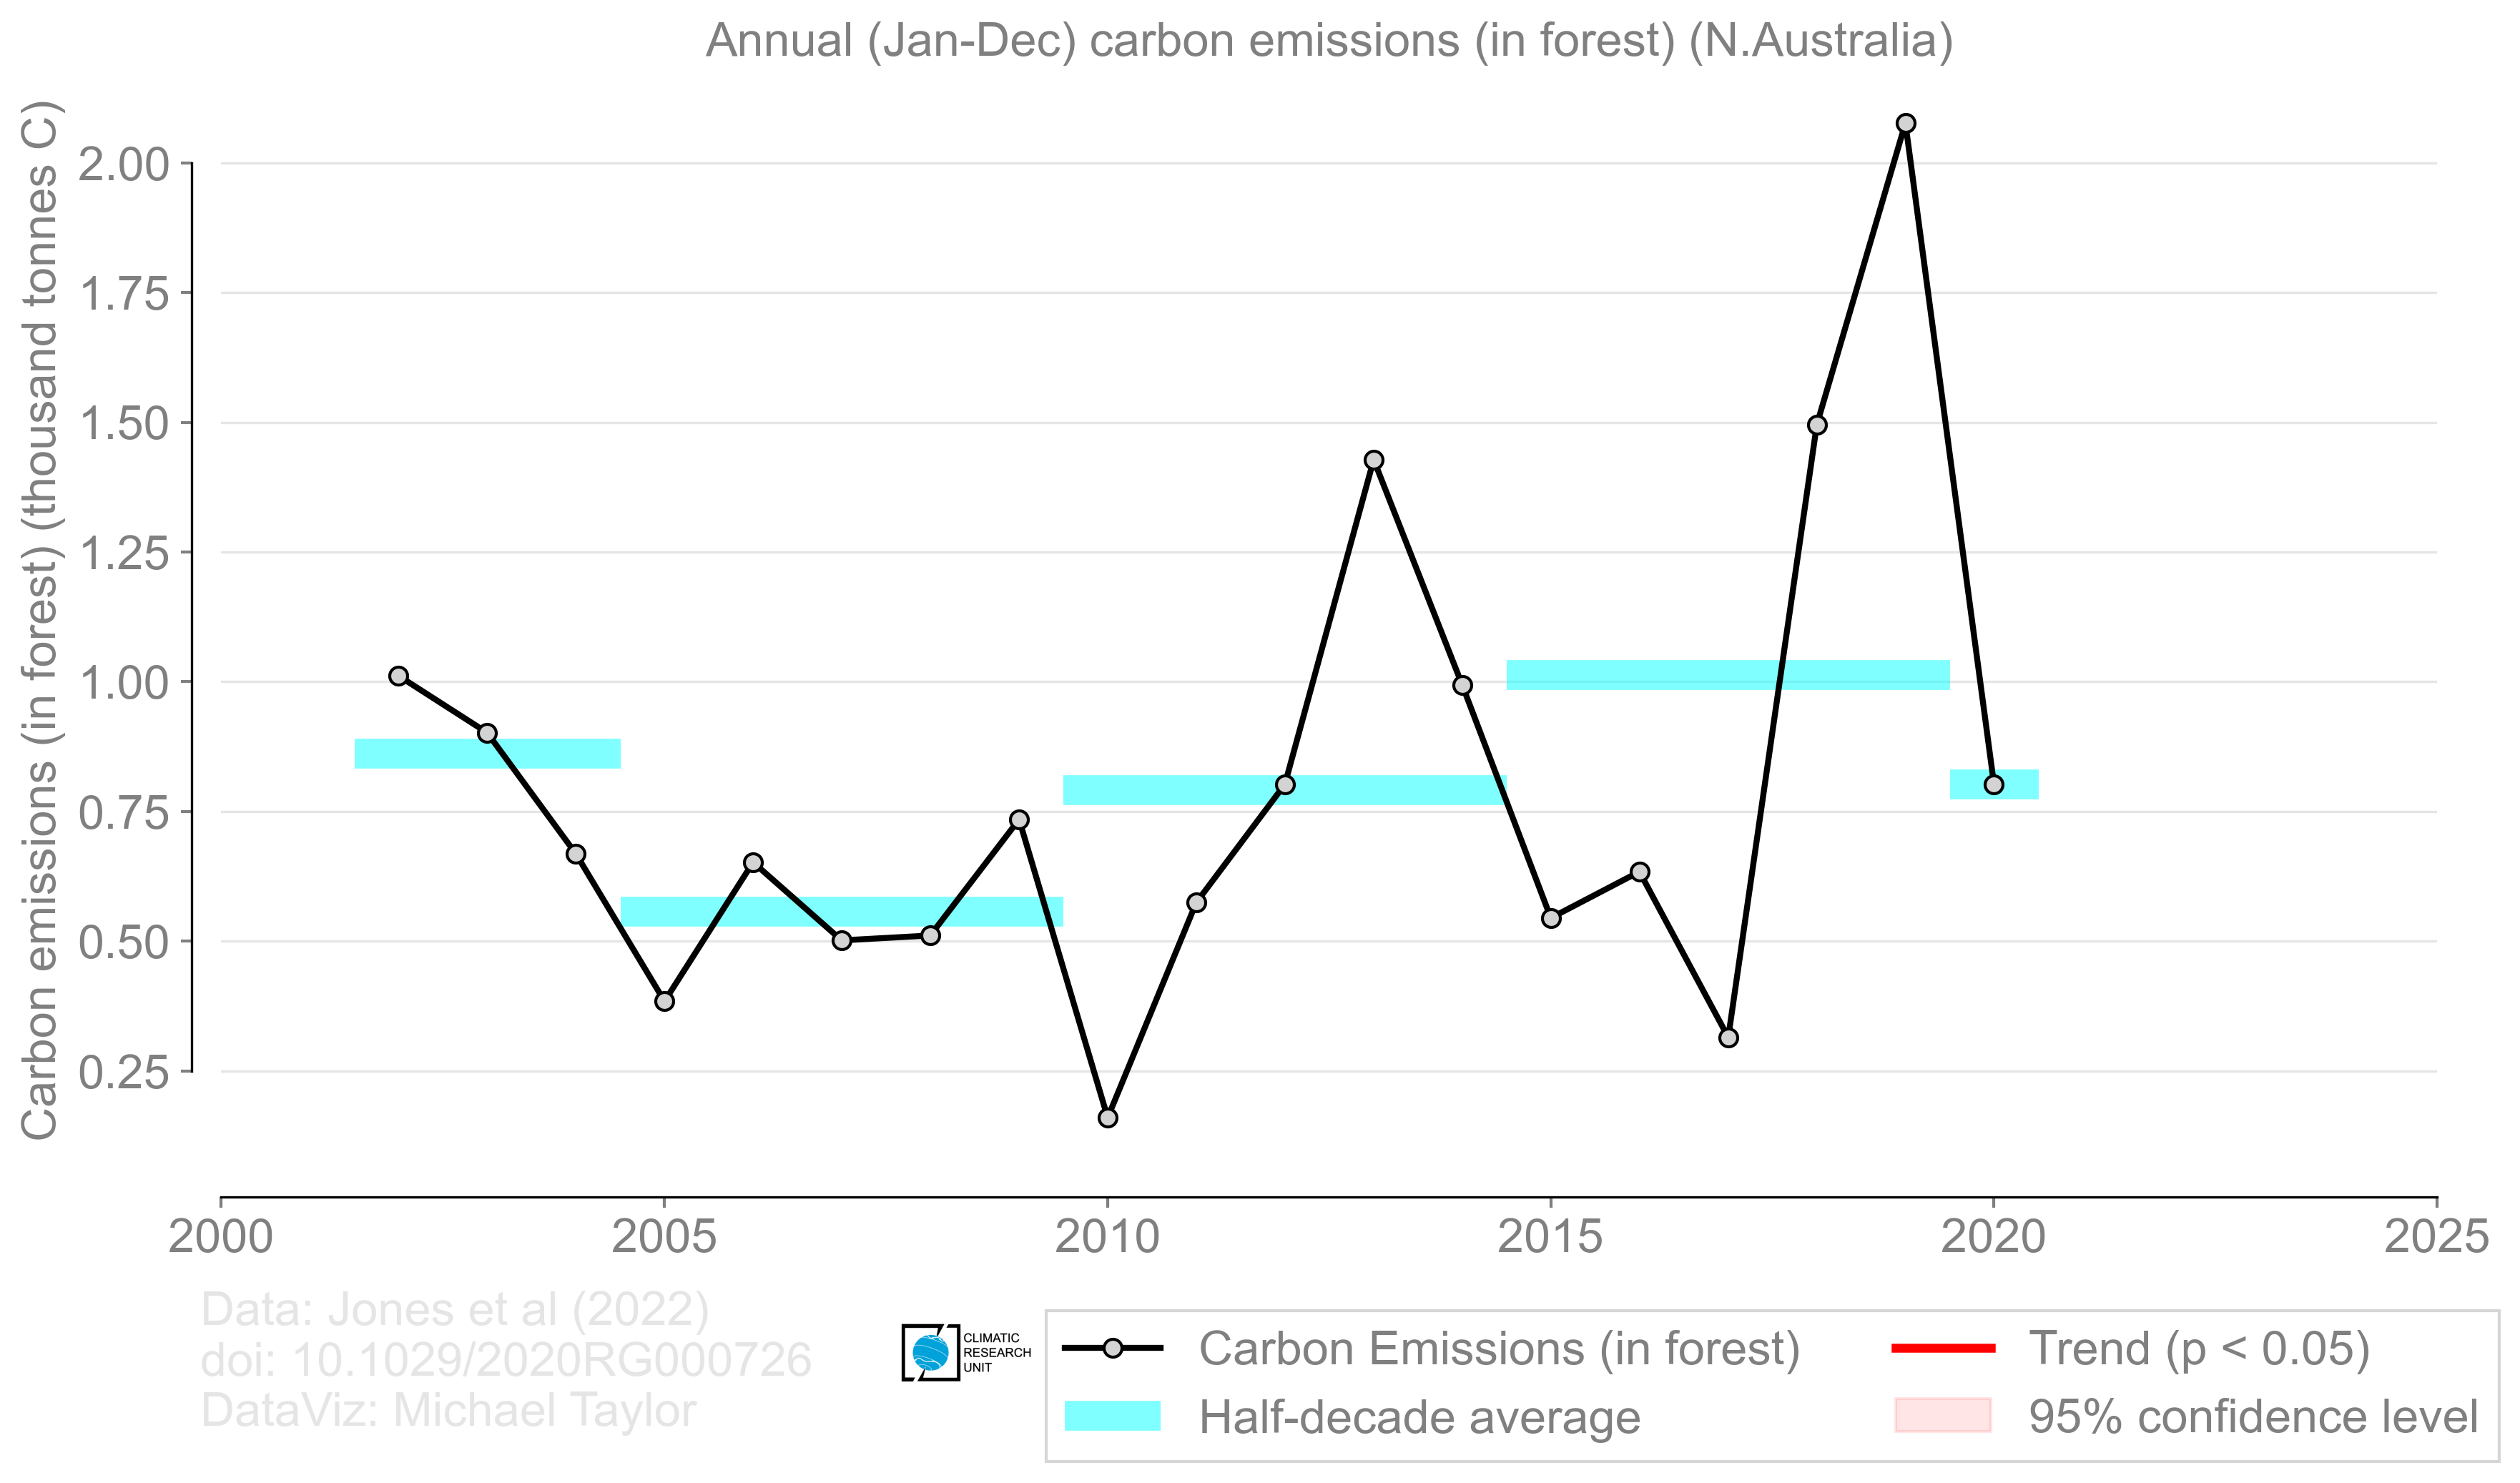 Annual (Jan-Dec) carbon emissions (in forest) (N.Australia)
Carbon emissions (in forest) (thousand tonnes C)
2.00
1.75
1.50
1.25
1.00
0.75
0.50
0.25
2000 2005 2010 2015 2020 2025
Data: Jones et al (2022)
doi: 10.1029/2020RG000726
DataViz: Michael Taylor
CLIMATIC
RESEARCH
UNIT
Carbon Emissions (in forest)
Half-decade average
Trend (p < 0.05)
95% confidence level